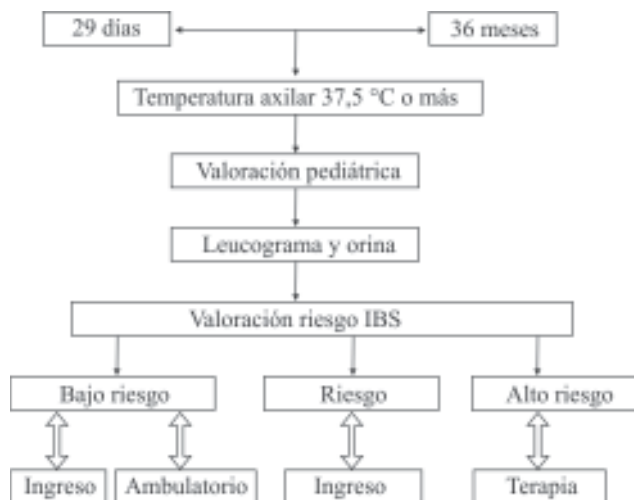 29 días
36 meses
Temperatura axilar 37,5 °C o más
Valoración pediátrica
Leucograma y orina
Valoración riesgo IBS
Bajo riesgo
Riesgo
Alto riesgo
Ingreso
Ambulatorio
Ingreso
Terapia